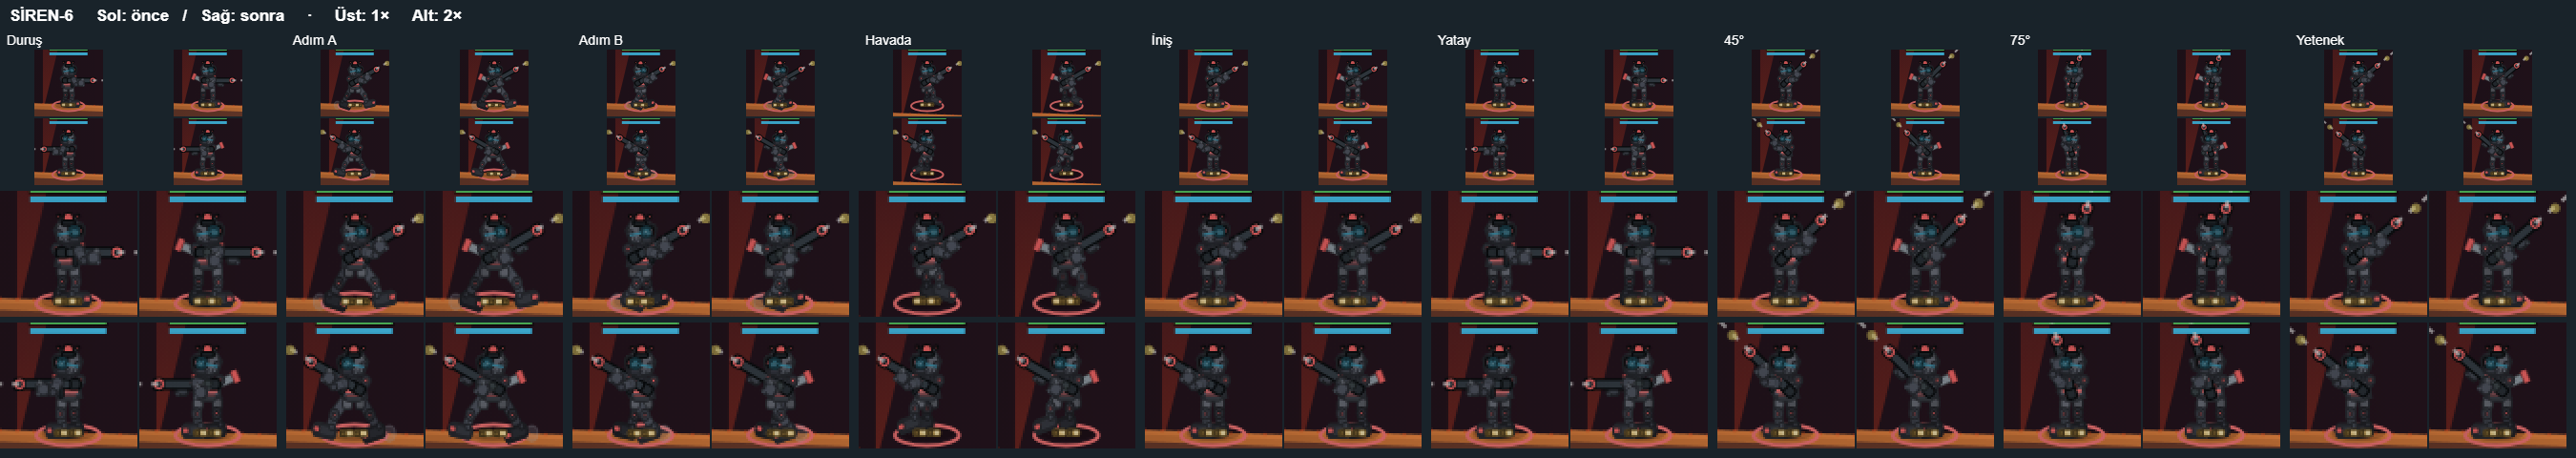 SİREN-6 Sol: önce / Sağ: sonra · Üst: 1× Alt: 2×
Duruş Adım A Adım B Havada İniş Yatay 45° 75° Yetenek